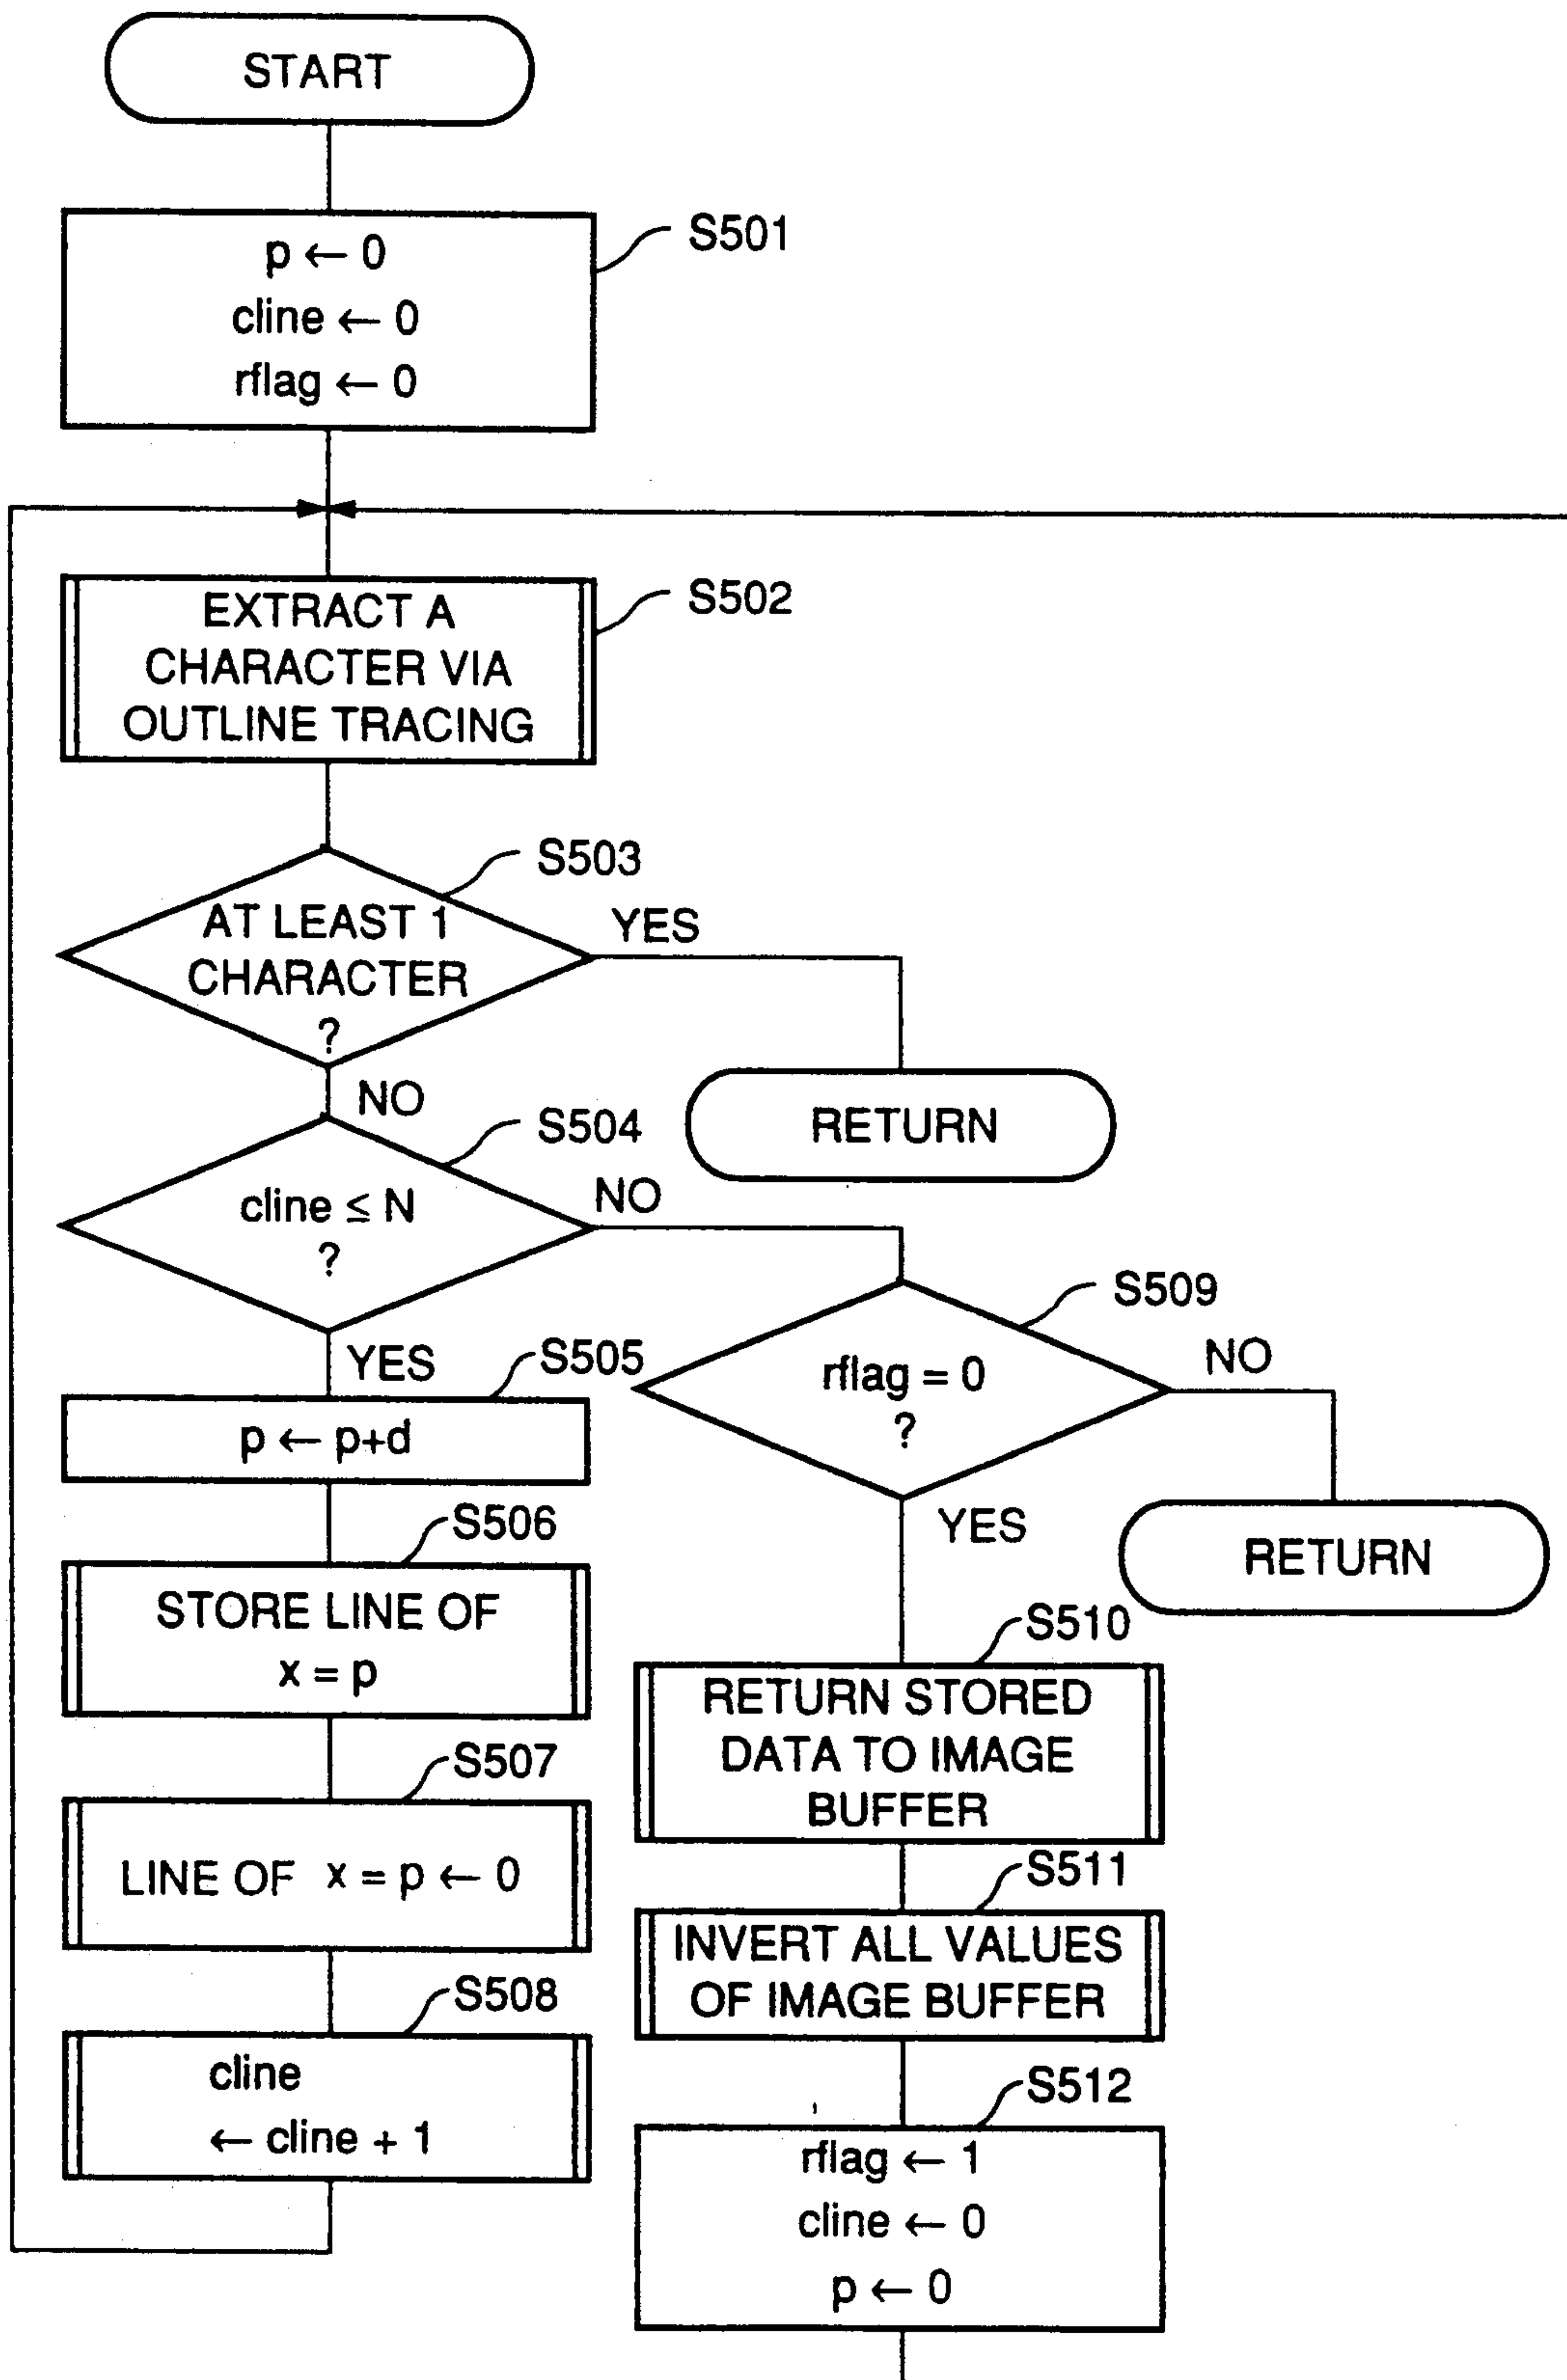 START
S501
p ← 0
cline ← 0
rflag ← 0
S502
EXTRACT A
CHARACTER VIA
OUTLINE TRACING
S503
AT LEAST 1
CHARACTER
?
YES
RETURN
NO
S504
cline ≤ N
?
NO
YES
S505
p ← p+d
S506
STORE LINE OF
x = p
S507
LINE OF x = p ← 0
S508
cline
← cline + 1
S509
rflag = 0
?
NO
RETURN
YES
S510
RETURN STORED
DATA TO IMAGE
BUFFER
S511
INVERT ALL VALUES
OF IMAGE BUFFER
S512
rflag ← 1
cline ← 0
p ← 0